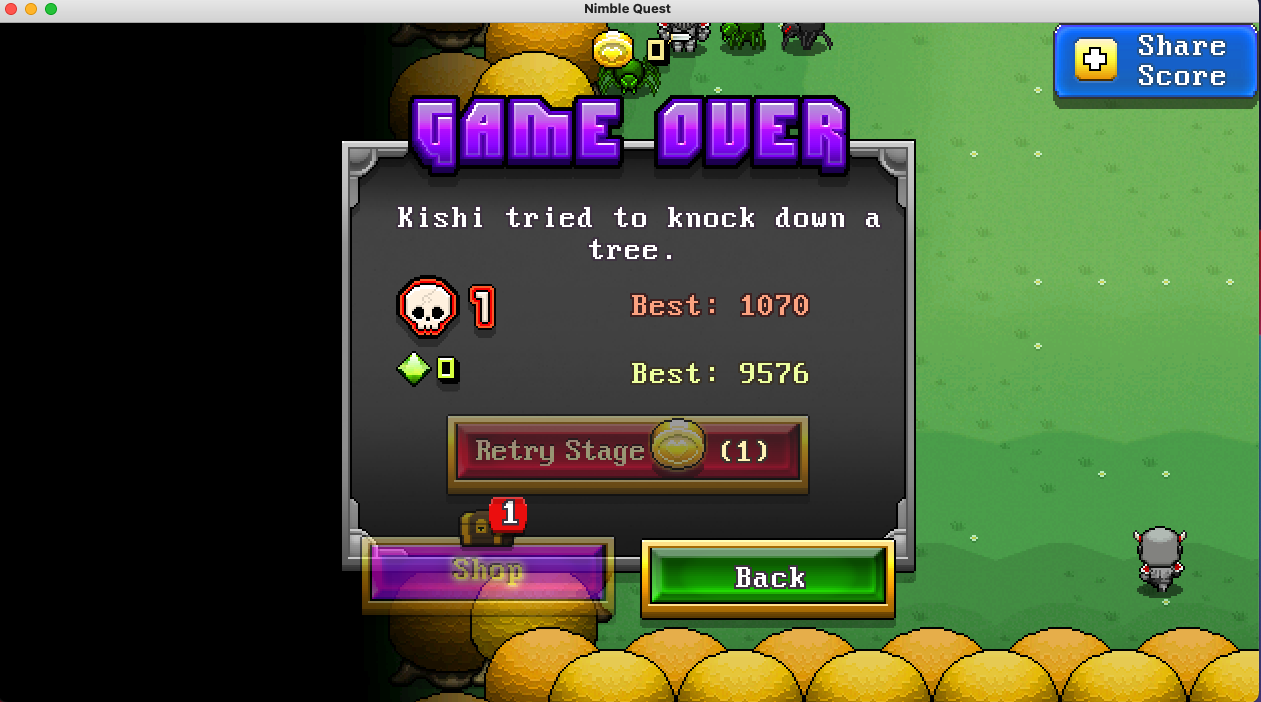 Nimble Quest
0
Share
Score
GAME OVER
Kishi tried to knock down a
tree.
1
Best: 1070
0
Best: 9576
Retry Stage (1)
1
Shop
Back